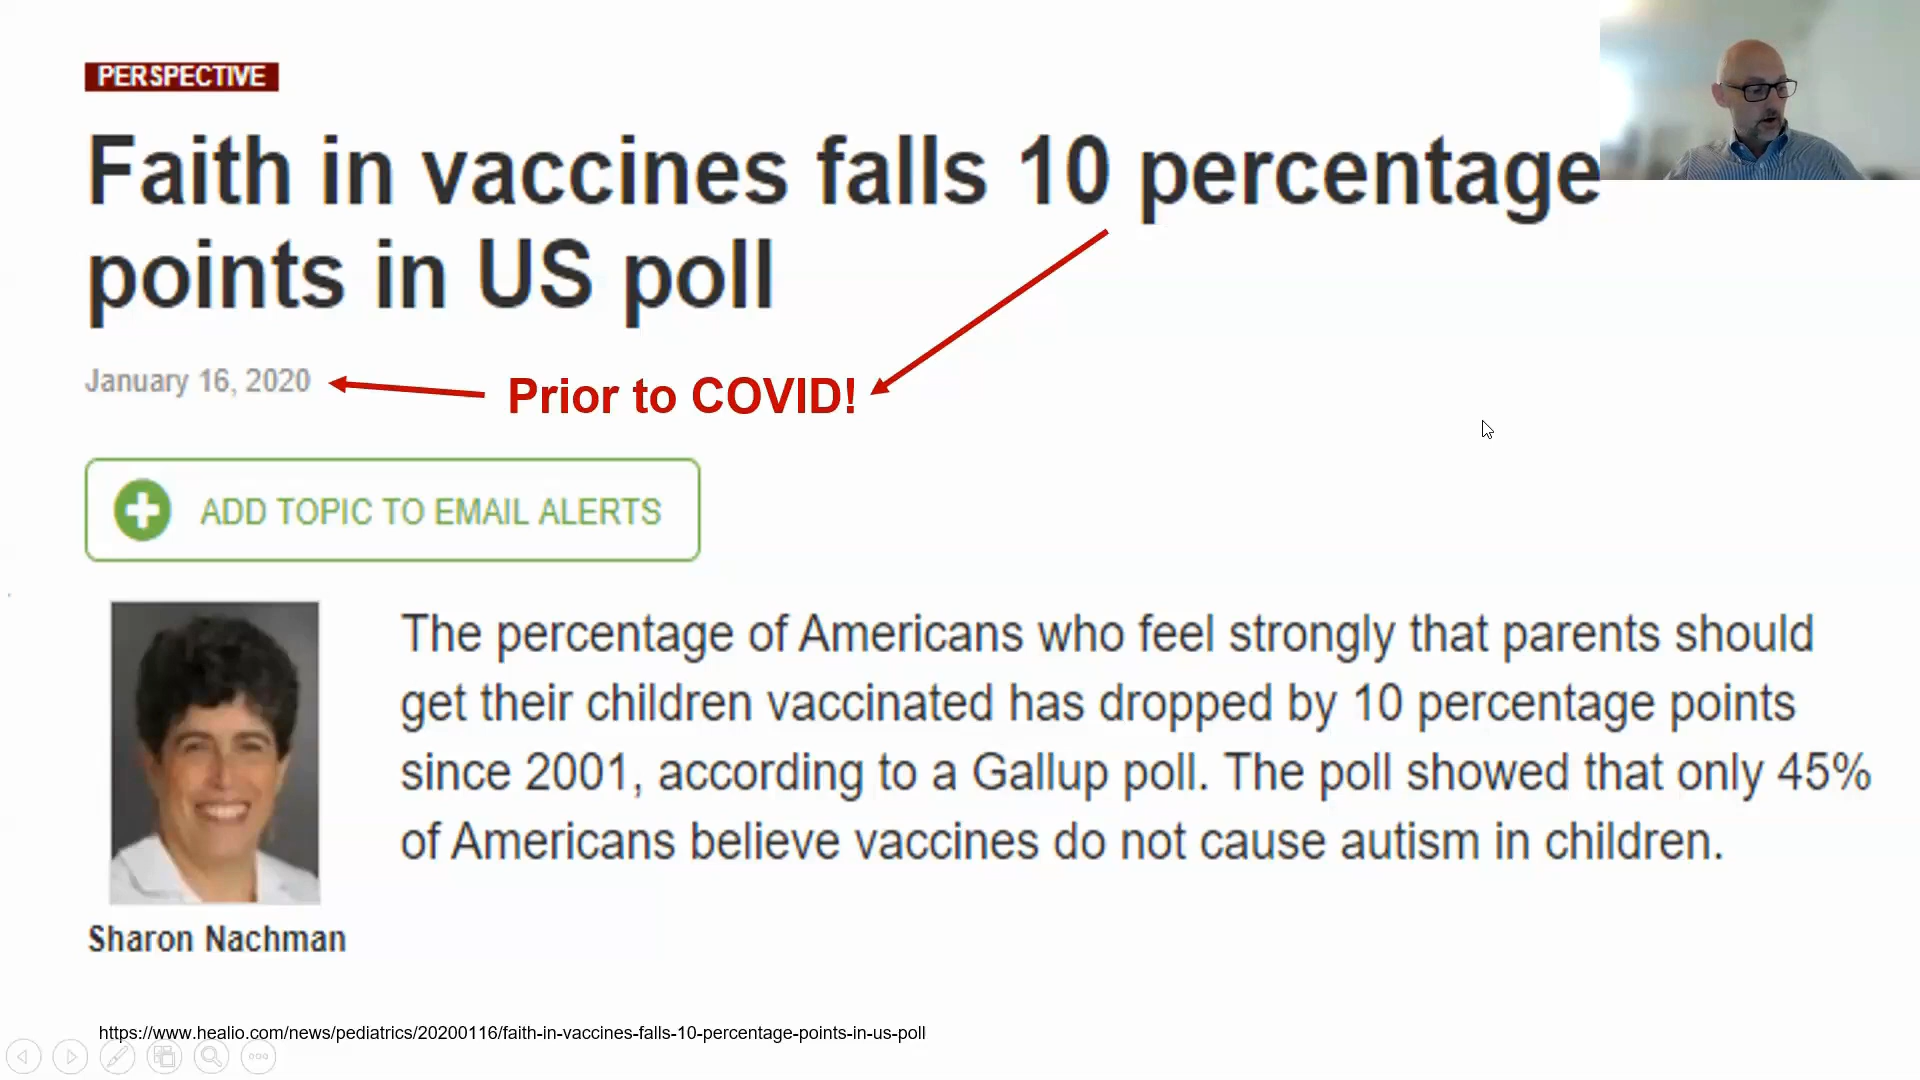 PERSPECTIVE
Faith in vaccines falls 10 percentage
points in US poll
January 16, 2020
Prior to COVID!
ADD TOPIC TO EMAIL ALERTS
The percentage of Americans who feel strongly that parents should
get their children vaccinated has dropped by 10 percentage points
since 2001, according to a Gallup poll. The poll showed that only 45%
of Americans believe vaccines do not cause autism in children.
Sharon Nachman
https://www.healio.com/news/pediatrics/20200116/faith-in-vaccines-falls-10-percentage-points-in-us-poll